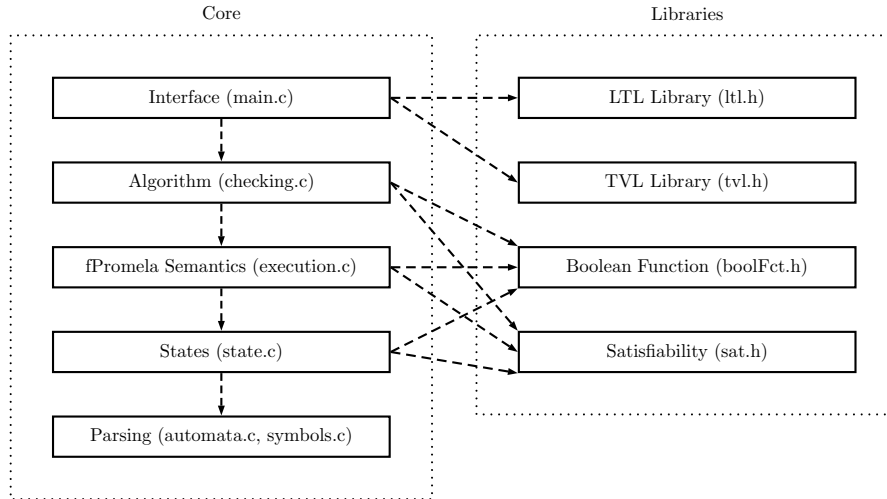 Core
Libraries
Interface (main.c)
LTL Library (ltl.h)
Algorithm (checking.c)
TVL Library (tvl.h)
fPromela Semantics (execution.c)
Boolean Function (boolFct.h)
States (state.c)
Satisfiability (sat.h)
Parsing (automata.c, symbols.c)